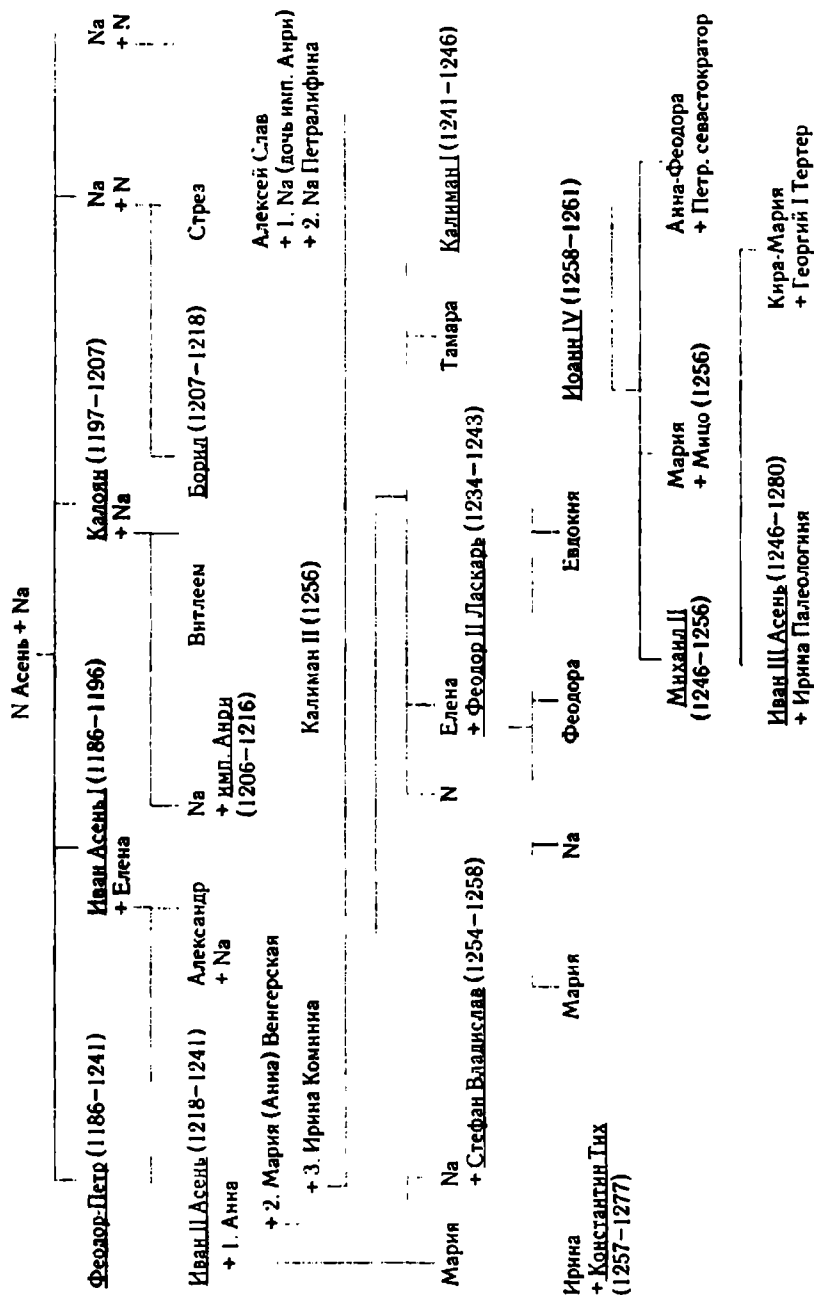 N Асень + Na
Феодор-Петр (1186–1241)
Иван Асень I (1186–1196)
+ Елена
Калоян (1197–1207)
+ Na
Na
+ N
Na
+ N
Иван II Асень (1218–1241)
+ 1. Анна
+ 2. Мария (Анна) Венгерская
+ 3. Ирина Комнина
Александр
+ Na
Na
+ имп. Анри
(1206–1216)
Витлеем
Борил (1207–1218)
Стрез
Алексей Слав
+ 1. Na (дочь имп. Анри)
+ 2. Na Петралифина
Калиман II (1256)
Мария
Na
+ Стефан Владислав (1254–1258)
N
Елена
+ Феодор II Ласкарь (1234–1243)
Тамара
Калиман I (1241–1246)
Ирина
+ Константин Тих
(1257–1277)
Мария
Na
Феодора
Евдокия
Иоанн IV (1258–1261)
Михаил II
(1246–1256)
Мария
+ Мицо (1256)
Анна-Феодора
+ Петр. севастократор
Иван III Асень (1246–1280)
+ Ирина Палеологиня
Кира-Мария
+ Георгий I Тертер